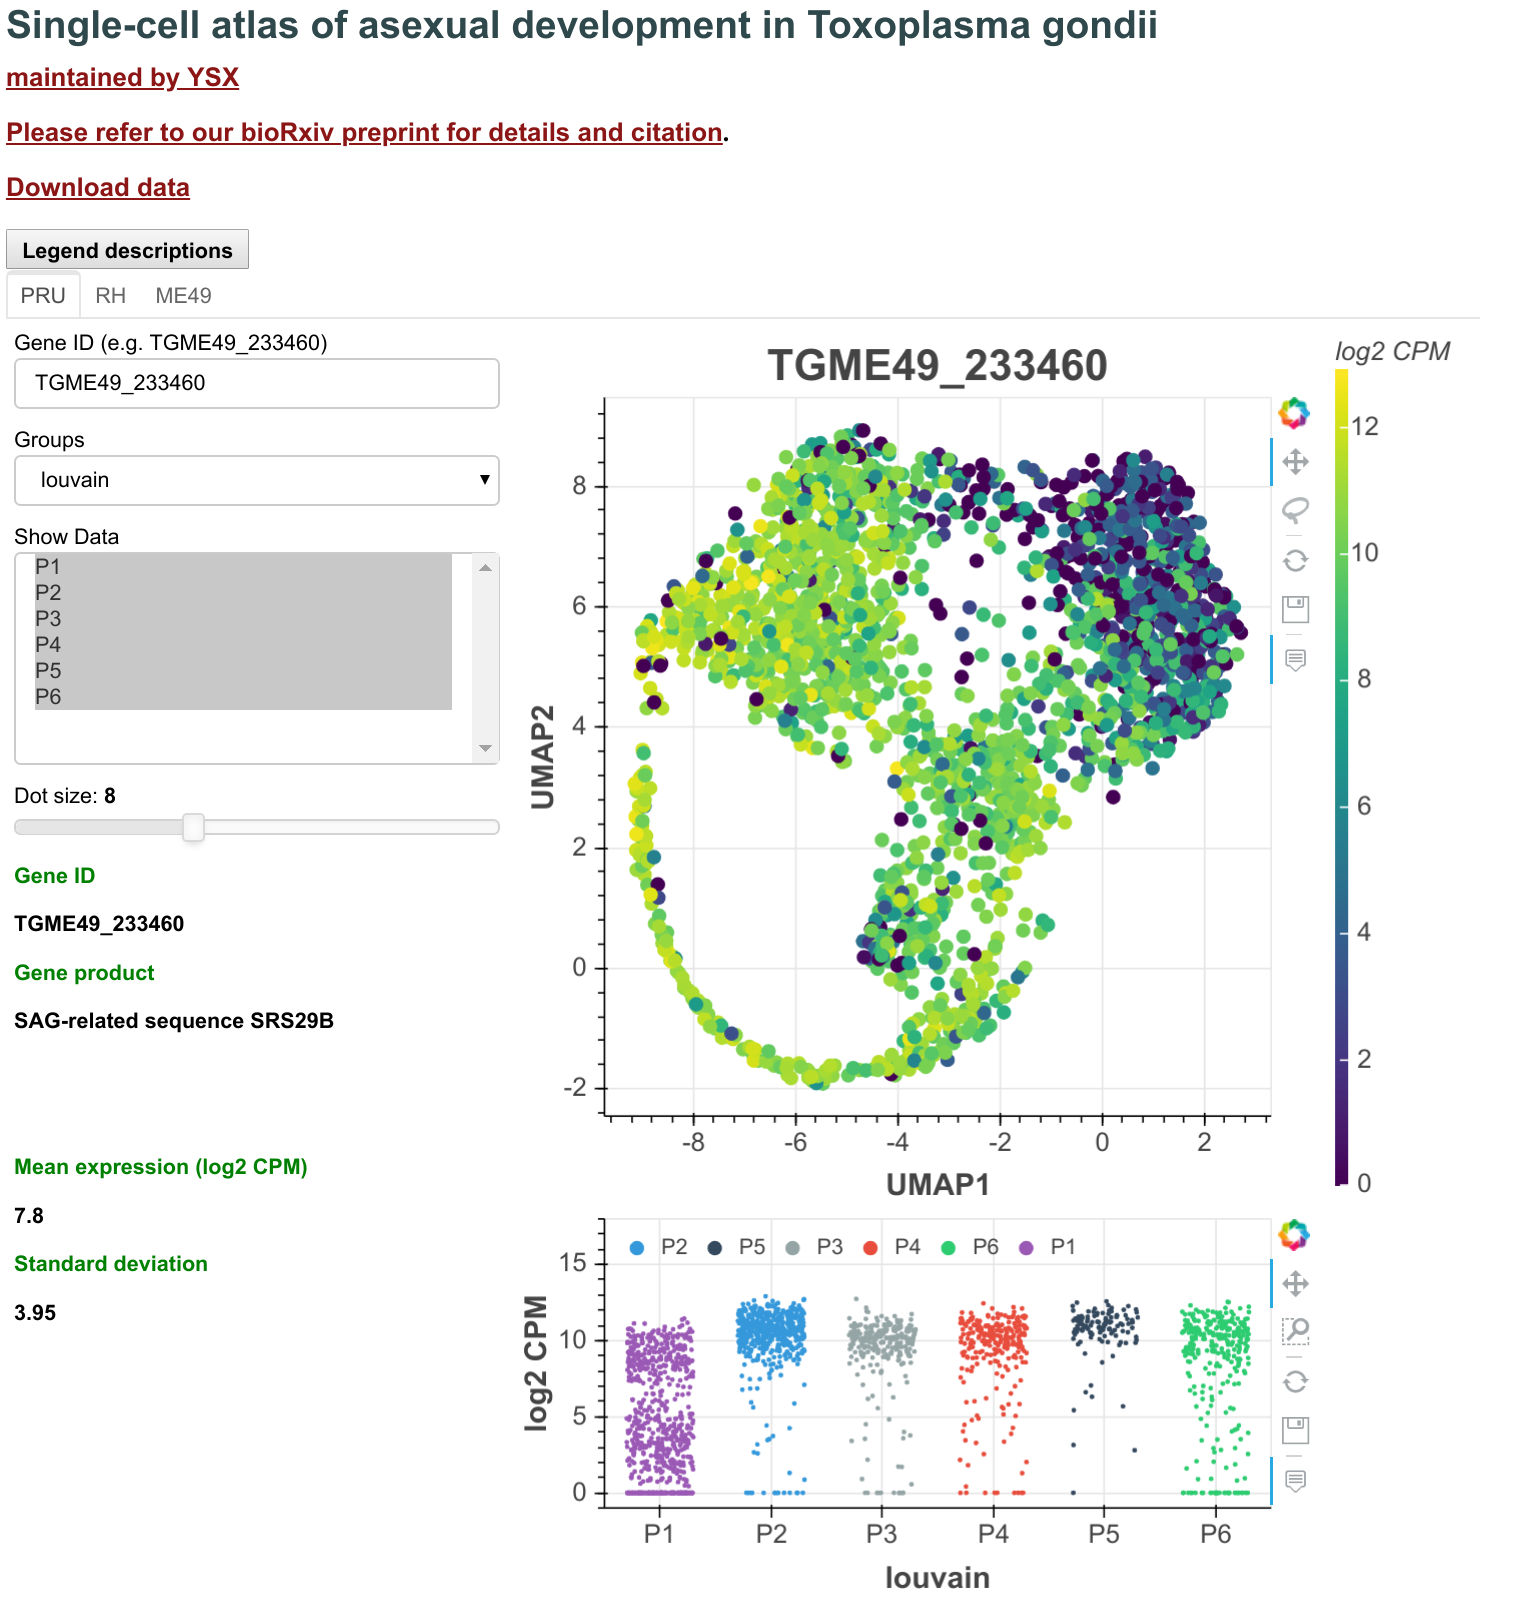 Single-cell atlas of asexual development in Toxoplasma gondii
maintained by YSX
Please refer to our bioRxiv preprint for details and citation.
Download data
Legend descriptions
PRU RH ME49
Gene ID (e.g. TGME49_233460)
TGME49_233460
Groups
louvain
Show Data
P1
P2
P3
P4
P5
P6
Dot size: 8
Gene ID
TGME49_233460
Gene product
SAG-related sequence SRS29B
Mean expression (log2 CPM)
7.8
Standard deviation
3.95
TGME49_233460
log2 CPM
12
10
8
6
4
2
0
UMAP2
8
6
4
2
0
-2
-8 -6 -4 -2 0 2
UMAP1
P2 P5 P3 P4 P6 P1
log2 CPM
15
10
5
0
P1 P2 P3 P4 P5 P6
louvain